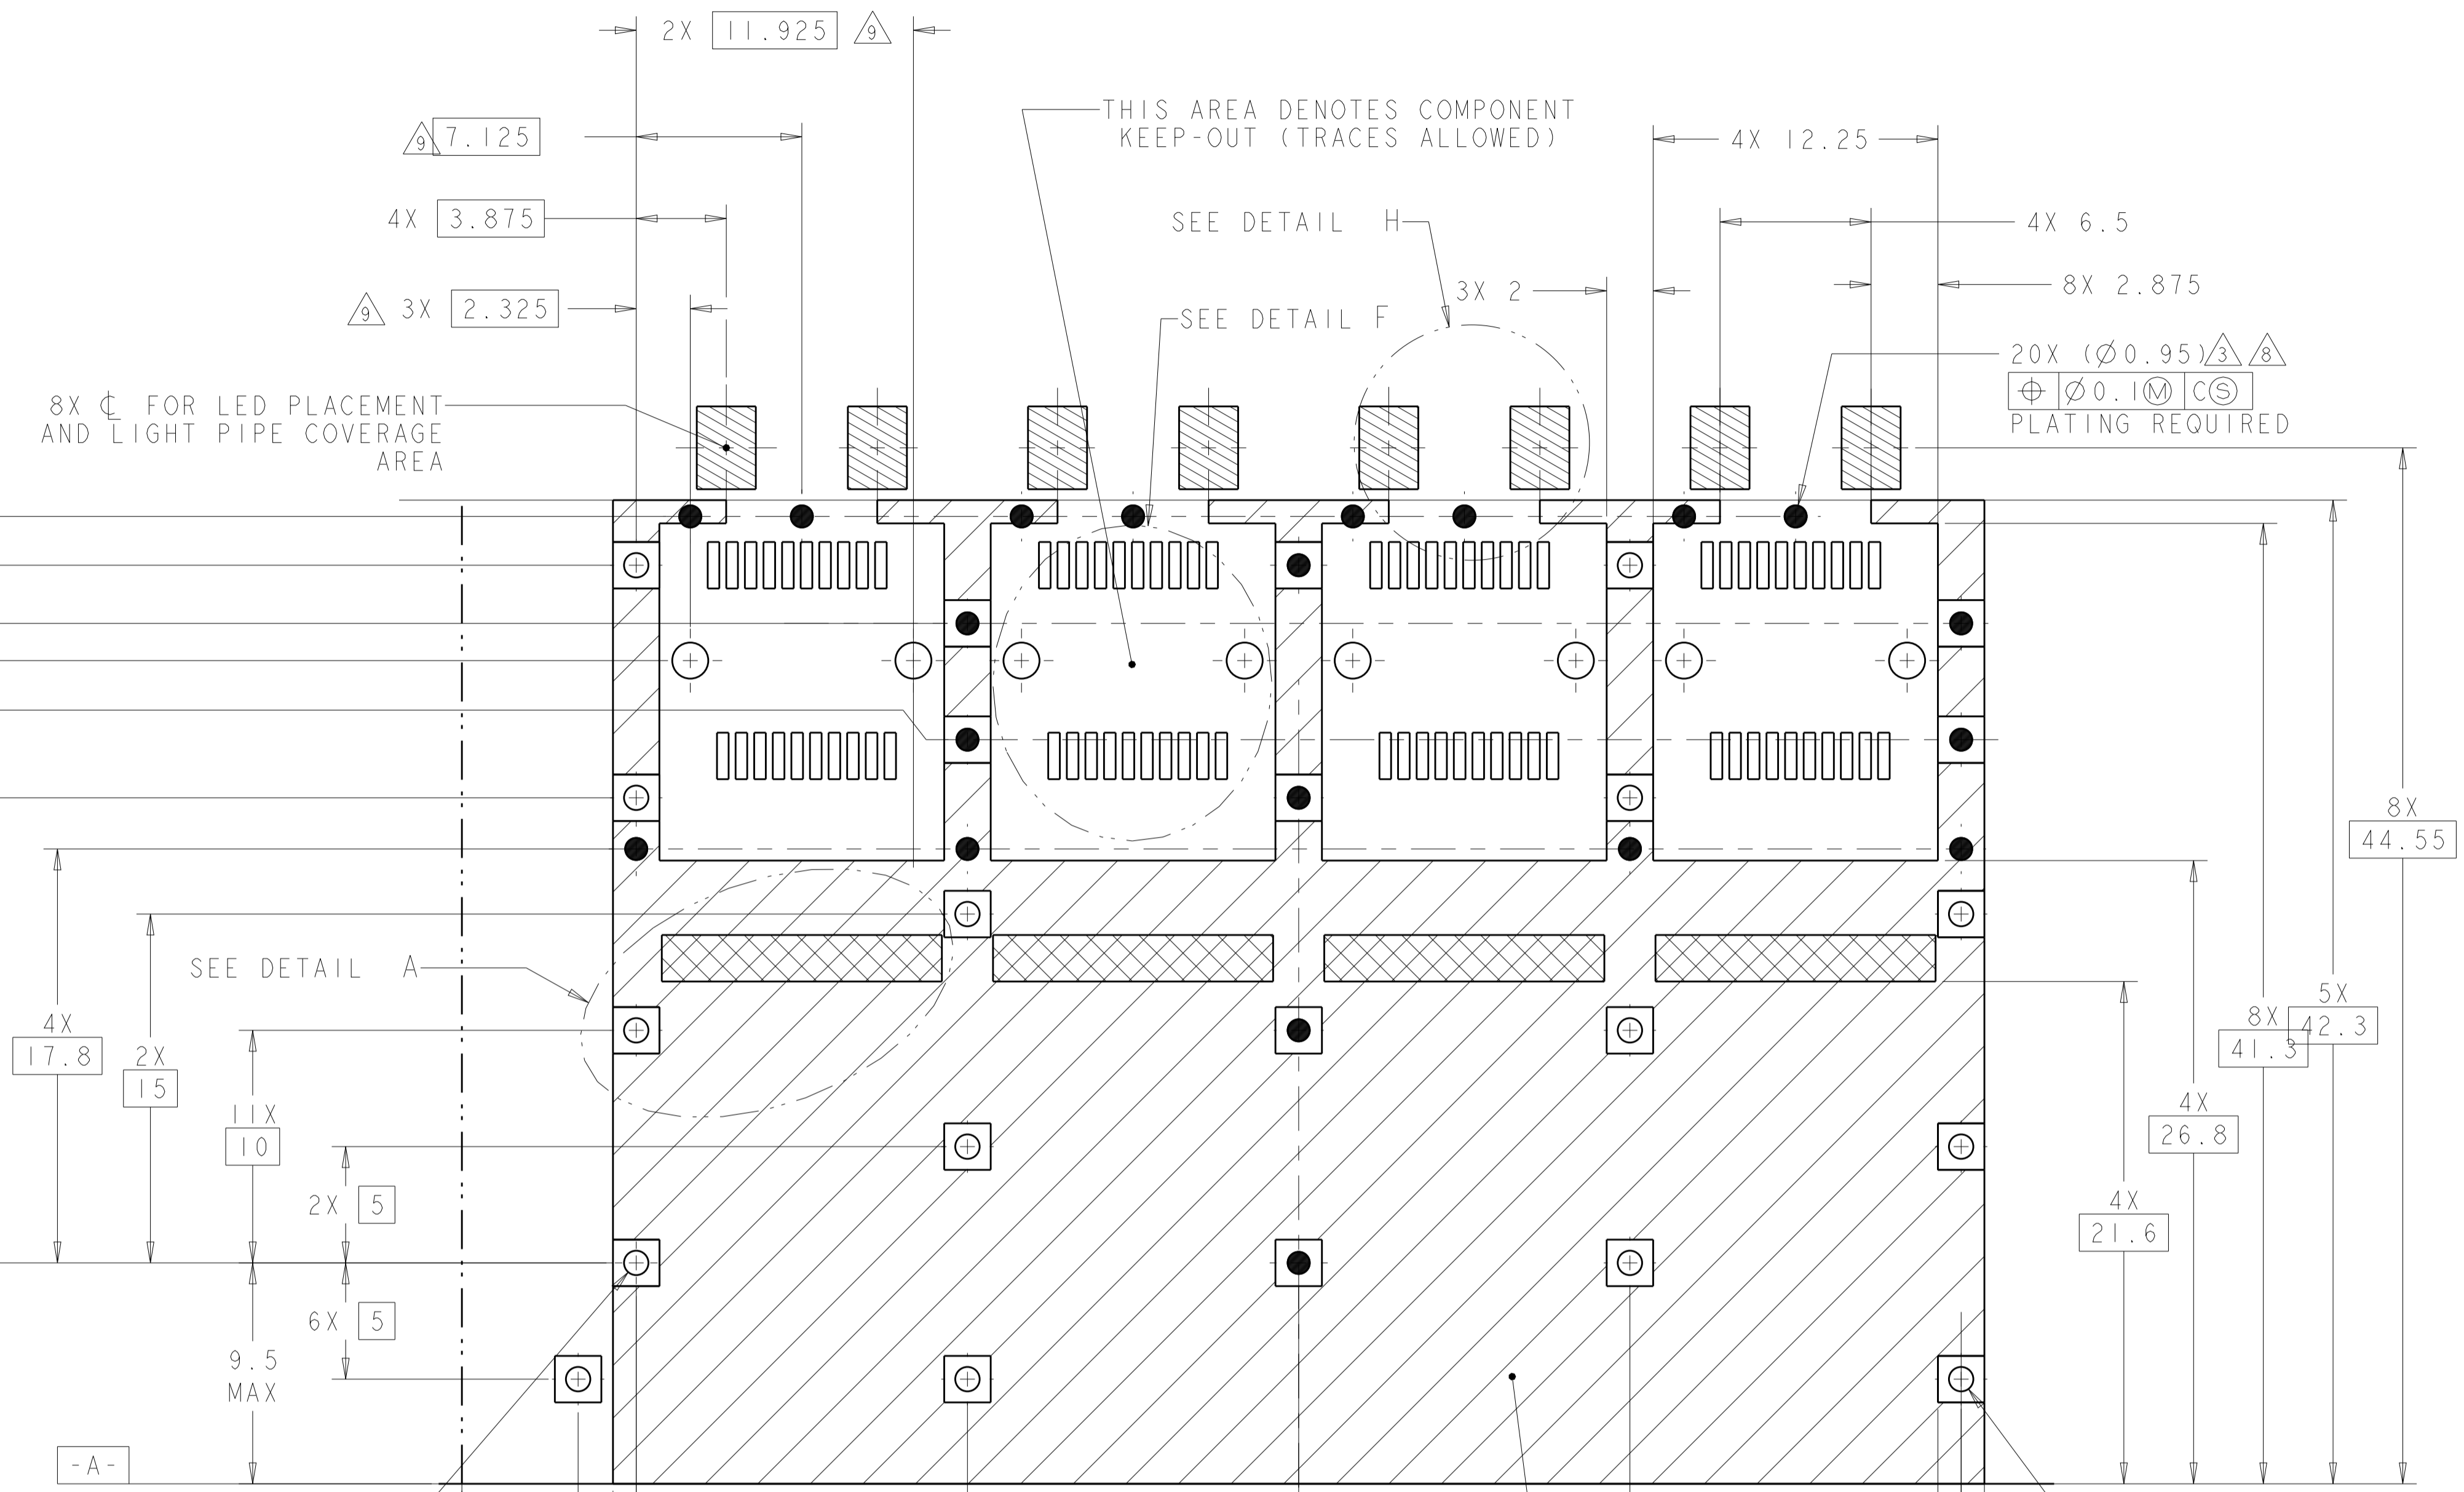 2X 11.925 9
9 7.125
THIS AREA DENOTES COMPONENT
KEEP-OUT (TRACES ALLOWED)
4X 12.25
4X 3.875
SEE DETAIL H
4X 6.5
9 3X 2.325
SEE DETAIL F
3X 2
8X 2.875
20X (⌀0.95) 3 8
⌖ ⌀0.1Ⓜ CⓈ
PLATING REQUIRED
8X ℄ FOR LED PLACEMENT
AND LIGHT PIPE COVERAGE
AREA
8X
44.55
SEE DETAIL A
5X
42.3
8X
41.3
4X
17.8
2X
15
11X
10
4X
26.8
2X 5
4X
21.6
6X 5
9.5
MAX
-A-